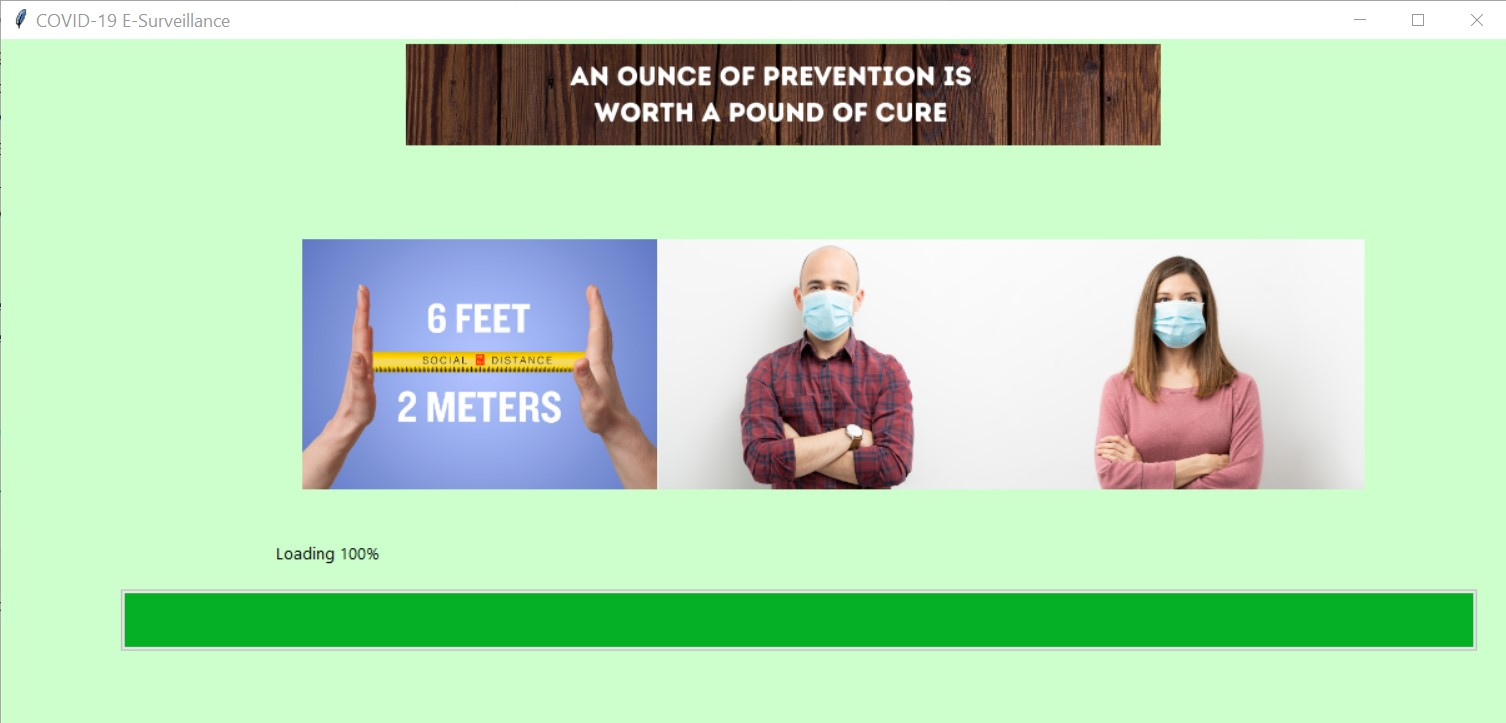 COVID-19 E-Surveillance
AN OUNCE OF PREVENTION IS
WORTH A POUND OF CURE
6 FEET
SOCIAL DISTANCE
2 METERS
Loading 100%